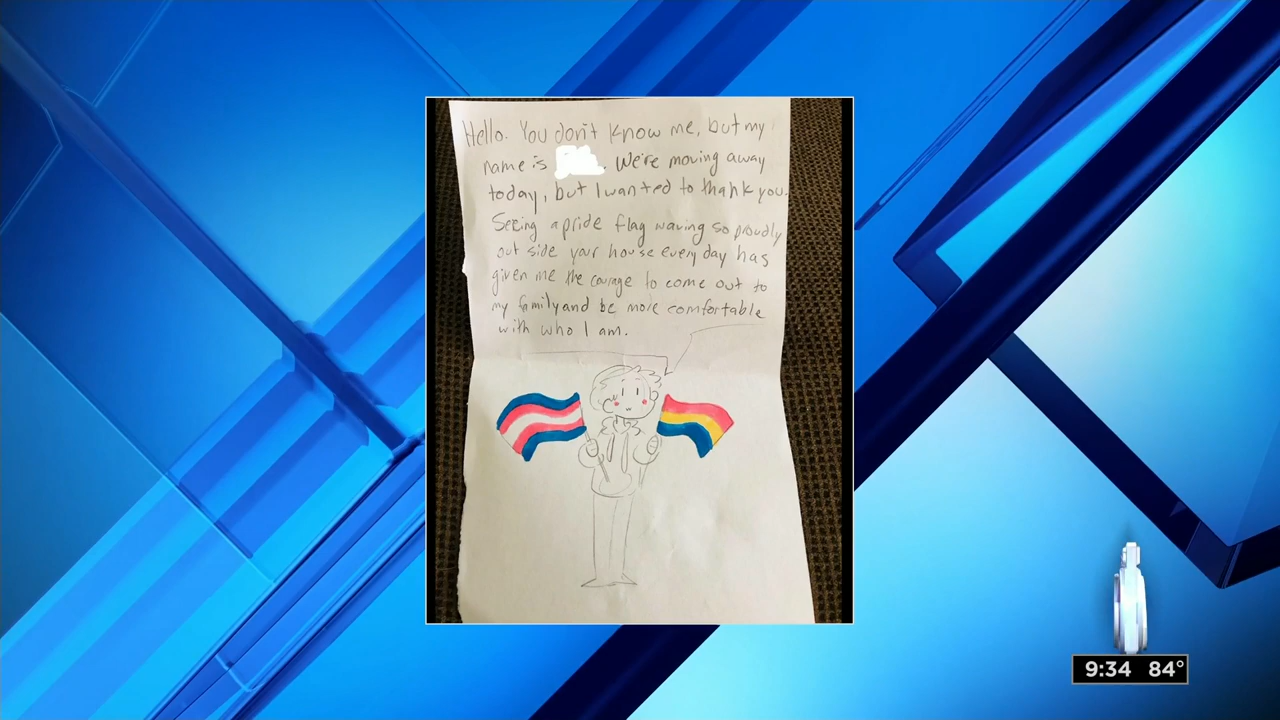 Hello. You don't know me, but my
name is . We're moving away
today, but I wanted to thank you.
Seeing a pride flag waving so proudly
out side your house every day has
given me the courage to come out to
my family and be more comfortable
with who I am.
9:34 84°